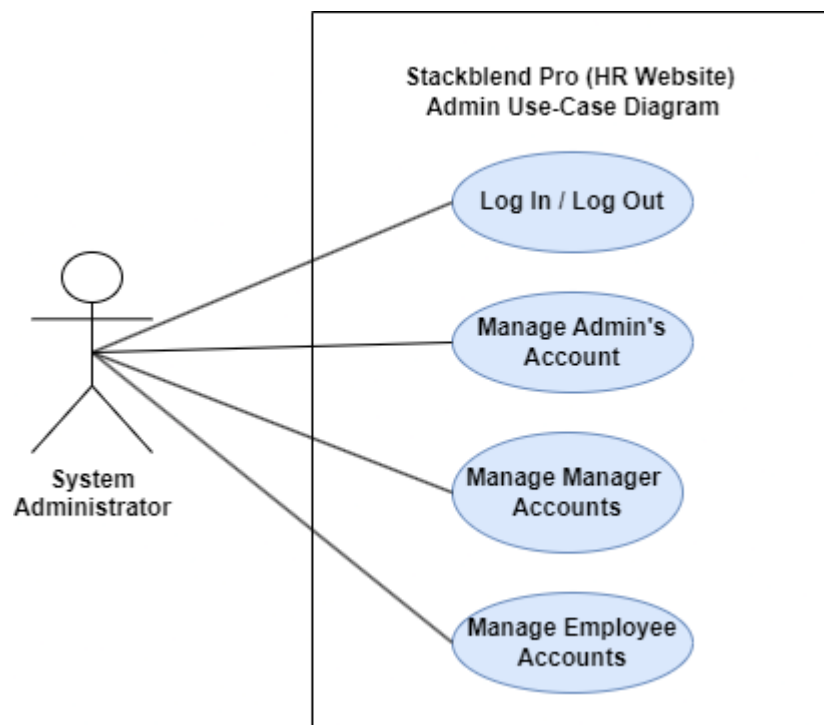 Stackblend Pro (HR Website)
Admin Use-Case Diagram
Log In / Log Out
Manage Admin's
Account
Manage Manager
Accounts
Manage Employee
Accounts
System
Administrator